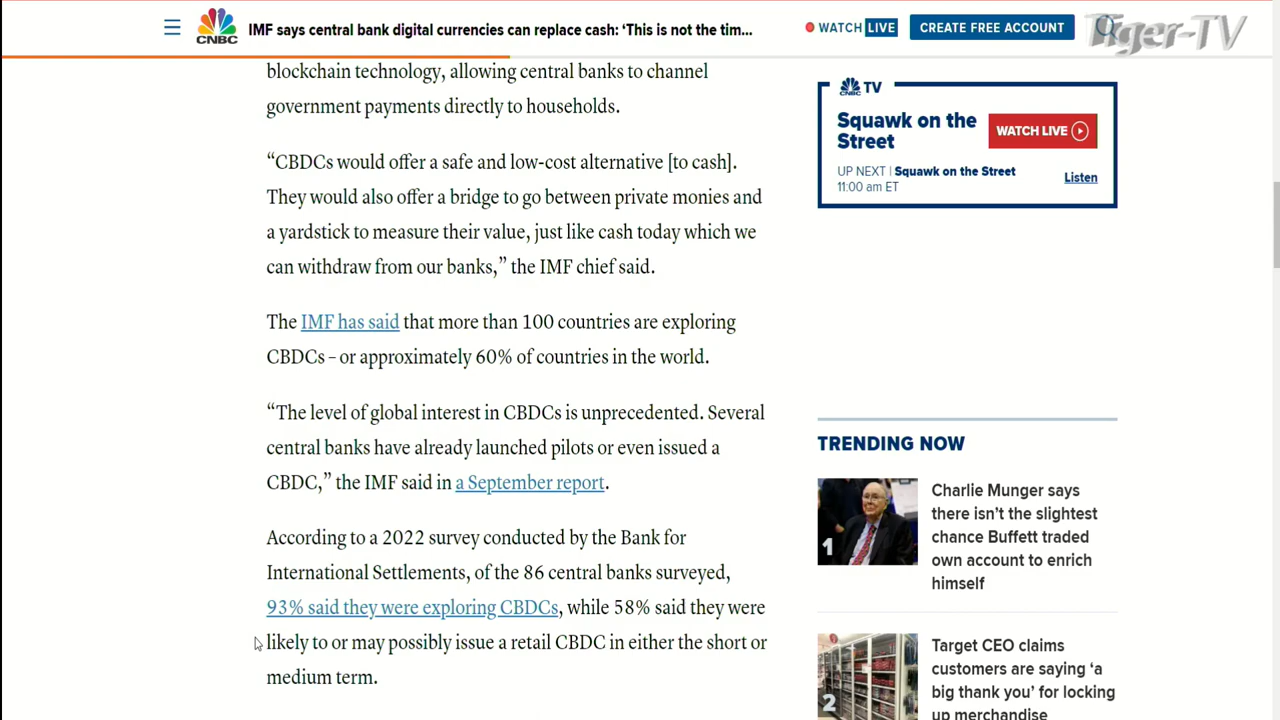 CNBC
IMF says central bank digital currencies can replace cash: ‘This is not the tim...
WATCH LIVE
CREATE FREE ACCOUNT
Tiger-TV
blockchain technology, allowing central banks to channel
government payments directly to households.
“CBDCs would offer a safe and low-cost alternative [to cash].
They would also offer a bridge to go between private monies and
a yardstick to measure their value, just like cash today which we
can withdraw from our banks,” the IMF chief said.
The IMF has said that more than 100 countries are exploring
CBDCs – or approximately 60% of countries in the world.
“The level of global interest in CBDCs is unprecedented. Several
central banks have already launched pilots or even issued a
CBDC,” the IMF said in a September report.
According to a 2022 survey conducted by the Bank for
International Settlements, of the 86 central banks surveyed,
93% said they were exploring CBDCs, while 58% said they were
likely to or may possibly issue a retail CBDC in either the short or
medium term.
CNBC TV
Squawk on the
Street
WATCH LIVE
UP NEXT | Squawk on the Street
11:00 am ET
Listen
TRENDING NOW
1
Charlie Munger says
there isn’t the slightest
chance Buffett traded
own account to enrich
himself
2
Target CEO claims
customers are saying ‘a
big thank you’ for locking
up merchandise